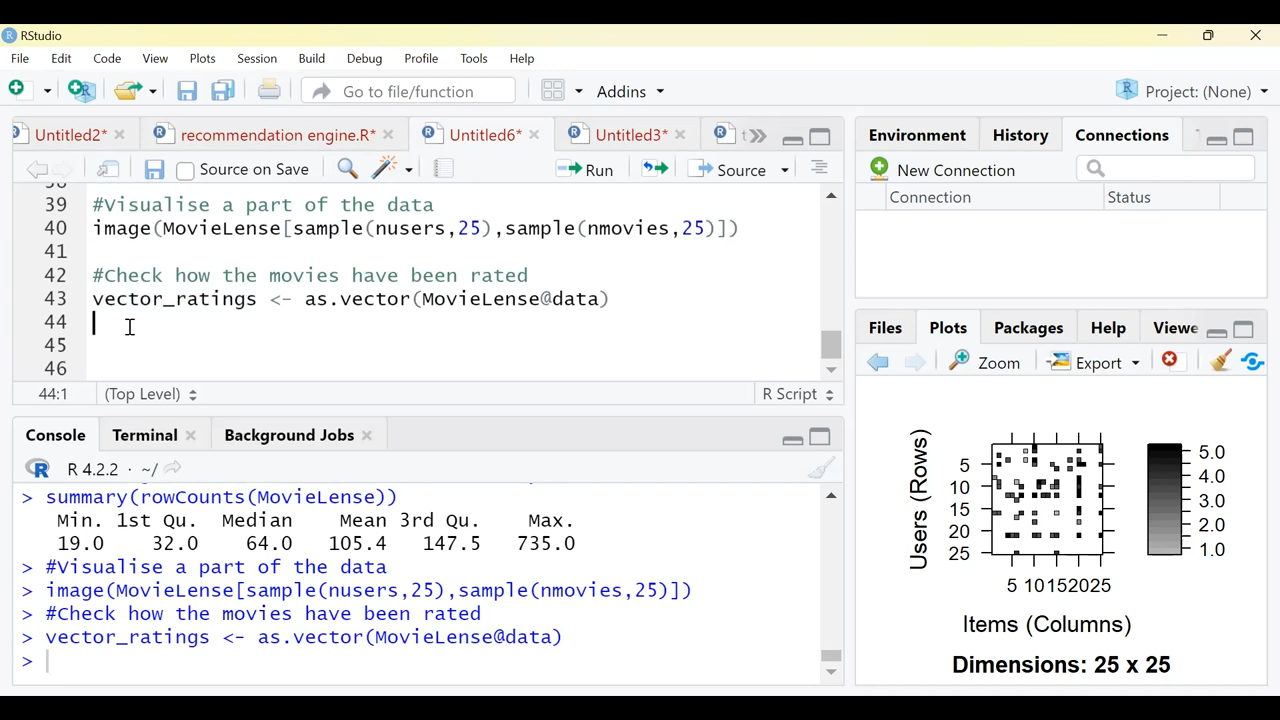 RStudio
File Edit Code View Plots Session Build Debug Profile Tools Help
Go to file/function Addins Project: (None)
Untitled2* recommendation engine.R* Untitled6* Untitled3*
Source on Save Run Source
39 #Visualise a part of the data
40 image(MovieLense[sample(nusers,25),sample(nmovies,25)])
41
42 #Check how the movies have been rated
43 vector_ratings <- as.vector(MovieLense@data)
44
45
46
44:1 (Top Level) R Script
Console Terminal Background Jobs
R 4.2.2 · ~/
> summary(rowCounts(MovieLense))
Min. 1st Qu. Median Mean 3rd Qu. Max.
19.0 32.0 64.0 105.4 147.5 735.0
> #Visualise a part of the data
> image(MovieLense[sample(nusers,25),sample(nmovies,25)])
> #Check how the movies have been rated
> vector_ratings <- as.vector(MovieLense@data)
>
Environment History Connections
New Connection
Connection Status
Files Plots Packages Help Viewe
Zoom Export
Users (Rows)
5
10
15
20
25
5 10 15 20 25
5.0
4.0
3.0
2.0
1.0
Items (Columns)
Dimensions: 25 x 25